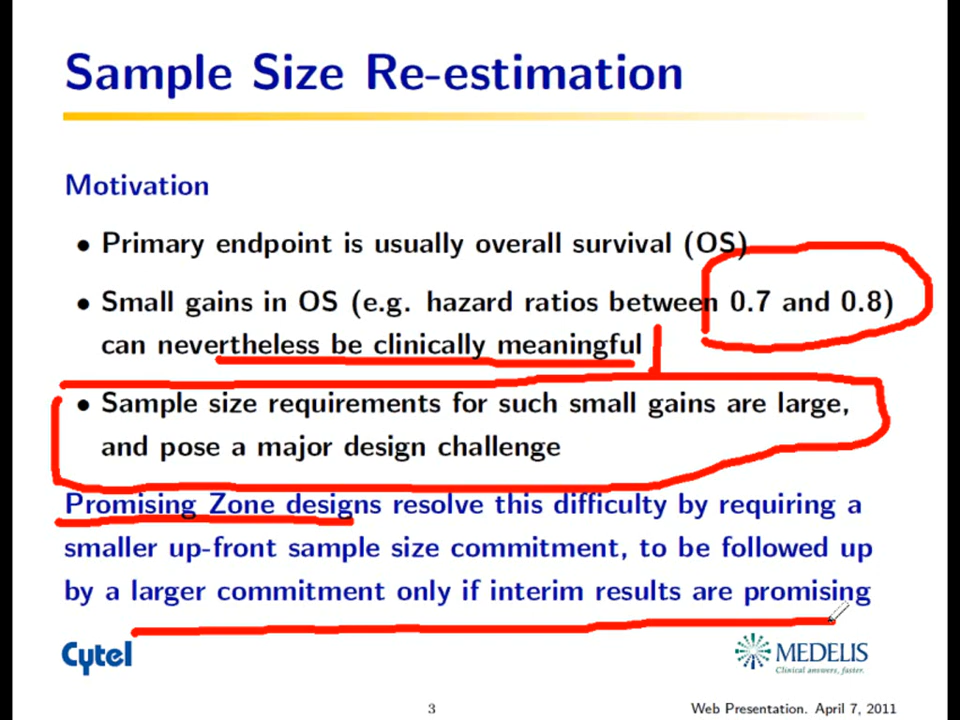 Sample Size Re-estimation
Motivation
• Primary endpoint is usually overall survival (OS)
• Small gains in OS (e.g. hazard ratios between 0.7 and 0.8)
can nevertheless be clinically meaningful
• Sample size requirements for such small gains are large,
and pose a major design challenge
Promising Zone designs resolve this difficulty by requiring a
smaller up-front sample size commitment, to be followed up
by a larger commitment only if interim results are promising
Cytel
MEDELIS
Clinical answers, faster.
3
Web Presentation. April 7, 2011